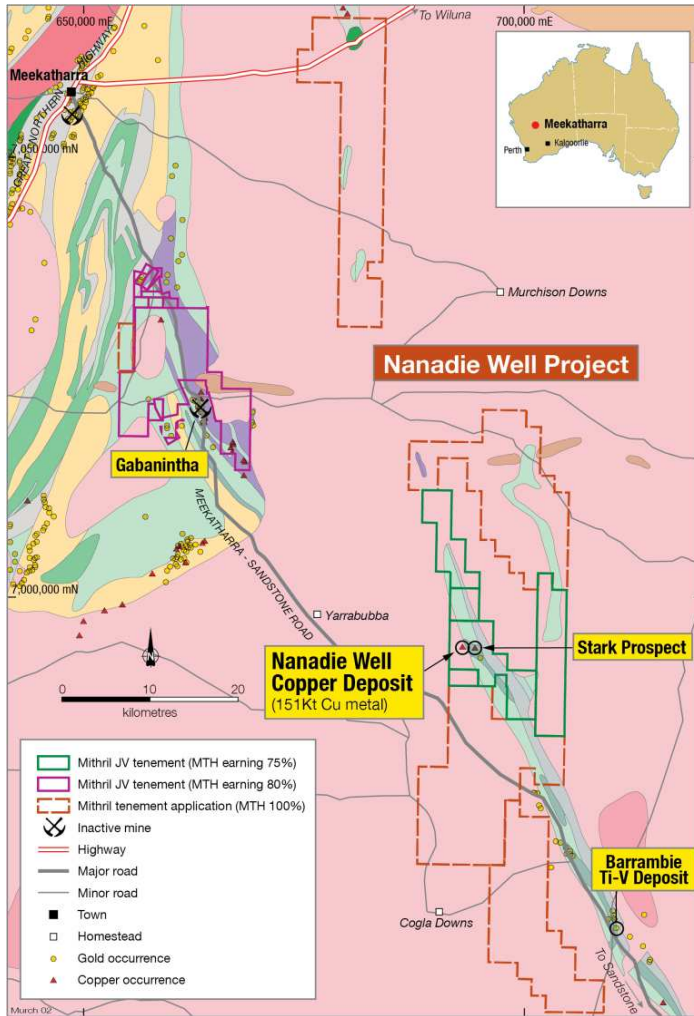 650,000 mE
700,000 mE
To Wiluna
Meekatharra
GREAT NORTHERN
HIGHWAY
7,050,000 mN
Meekatharra
Perth
Kalgoorlie
Murchison Downs
Nanadie Well Project
Gabanintha
MEEKATHARRA - SANDSTONE ROAD
7,000,000 mN
Yarrabubba
N
Nanadie Well
Copper Deposit
(151Kt Cu metal)
Stark Prospect
0 10 20
kilometres
Mithril JV tenement (MTH earning 75%)
Mithril JV tenement (MTH earning 80%)
Mithril tenement application (MTH 100%)
Inactive mine
Highway
Major road
Minor road
Town
Homestead
Gold occurrence
Copper occurrence
Barrambie
Ti-V Deposit
Cogla Downs
To Sandstone
Murch 02